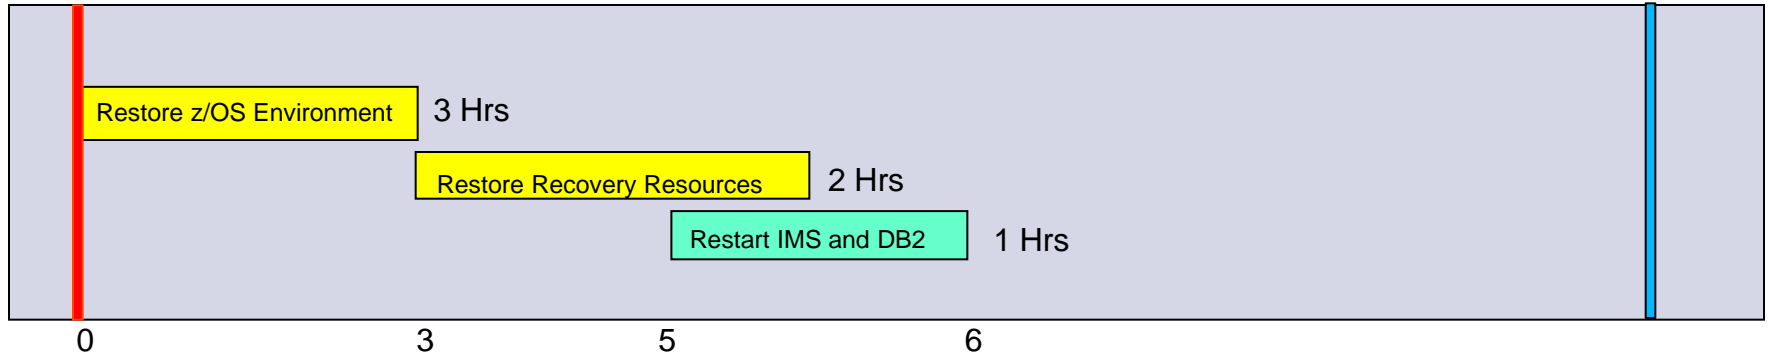 Restore z/OS Environment
3 Hrs
Restore Recovery Resources
2 Hrs
Restart IMS and DB2
1 Hrs
0
3
5
6